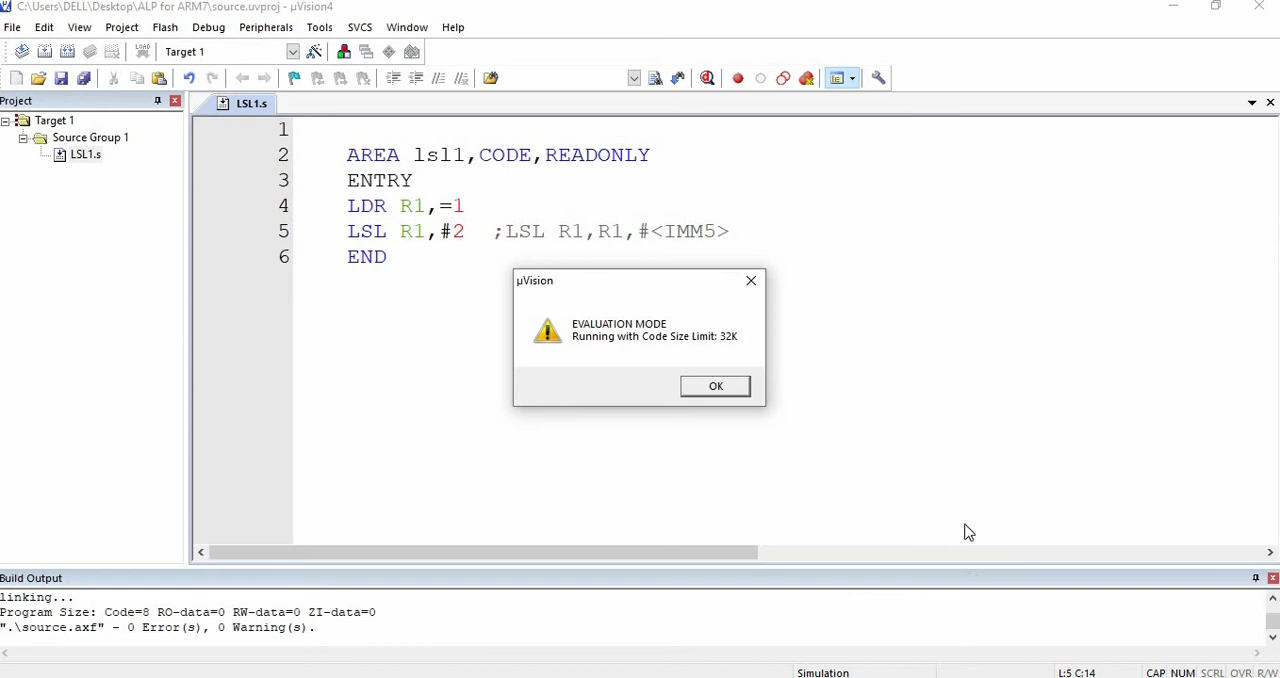 C:\Users\DELL\Desktop\ALP for ARM7\source.uvproj - µVision4
File Edit View Project Flash Debug Peripherals Tools SVCS Window Help
LOAD
Target 1
Project
LSL1.s
Target 1
Source Group 1
LSL1.s
1
2 AREA lsl1,CODE,READONLY
3 ENTRY
4 LDR R1,=1
5 LSL R1,#2 ;LSL R1,R1,#<IMM5>
6 END
µVision
EVALUATION MODE
Running with Code Size Limit: 32K
OK
Build Output
linking...
Program Size: Code=8 RO-data=0 RW-data=0 ZI-data=0
".\source.axf" - 0 Error(s), 0 Warning(s).
Simulation L:5 C:14 CAP NUM SCRL OVR R/W